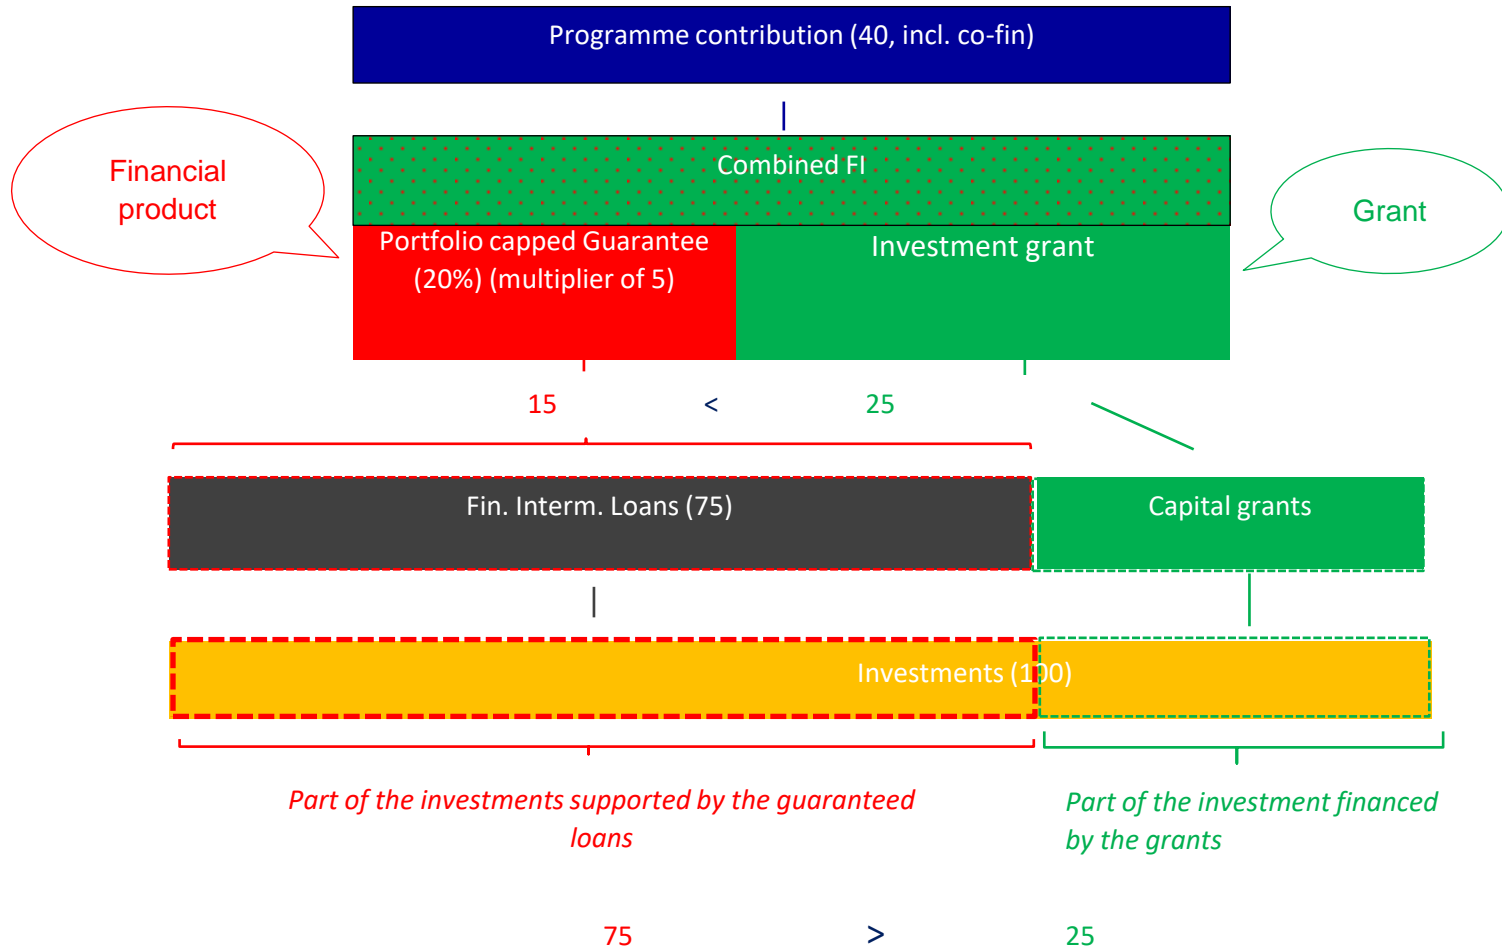 Programme contribution (40, incl. co-fin)
Financial
product
Combined FI
Grant
Portfolio capped Guarantee
(20%) (multiplier of 5)
Investment grant
15 < 25
Fin. Interm. Loans (75)
Capital grants
Investments (100)
Part of the investments supported by the guaranteed
loans
Part of the investment financed
by the grants
75 > 25